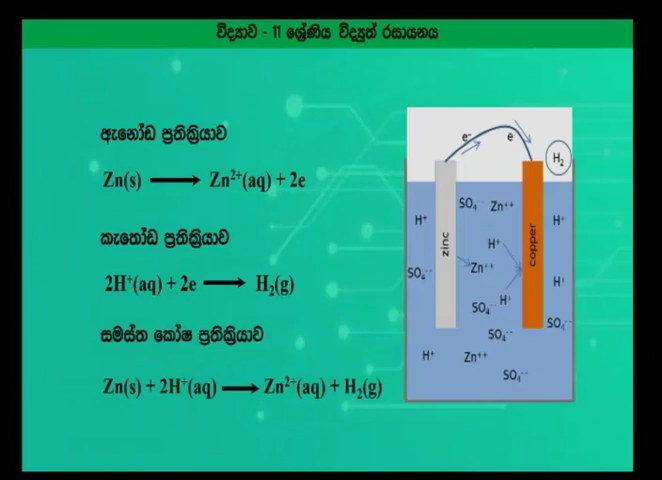 විද්‍යාව - 11 ශ්‍රේණිය විද්‍යුත් රසායනය
ඇනෝඩ ප්‍රතික්‍රියාව
Zn(s) ⟶ Zn²⁺(aq) + 2e
කැතෝඩ ප්‍රතික්‍රියාව
2H⁺(aq) + 2e ⟶ H₂(g)
සමස්ත කෝෂ ප්‍රතික්‍රියාව
Zn(s) + 2H⁺(aq) ⟶ Zn²⁺(aq) + H₂(g)
e⁻ e
H₂
SO₄⁻⁻ Zn⁺⁺
H⁺ H⁺
zinc H⁺ copper
SO₄⁻⁻ Zn⁺⁺ H⁺
SO₄⁻⁻ H⁺
SO₄⁻⁻ SO₄⁻⁻
H⁺ Zn⁺⁺
SO₄⁻⁻